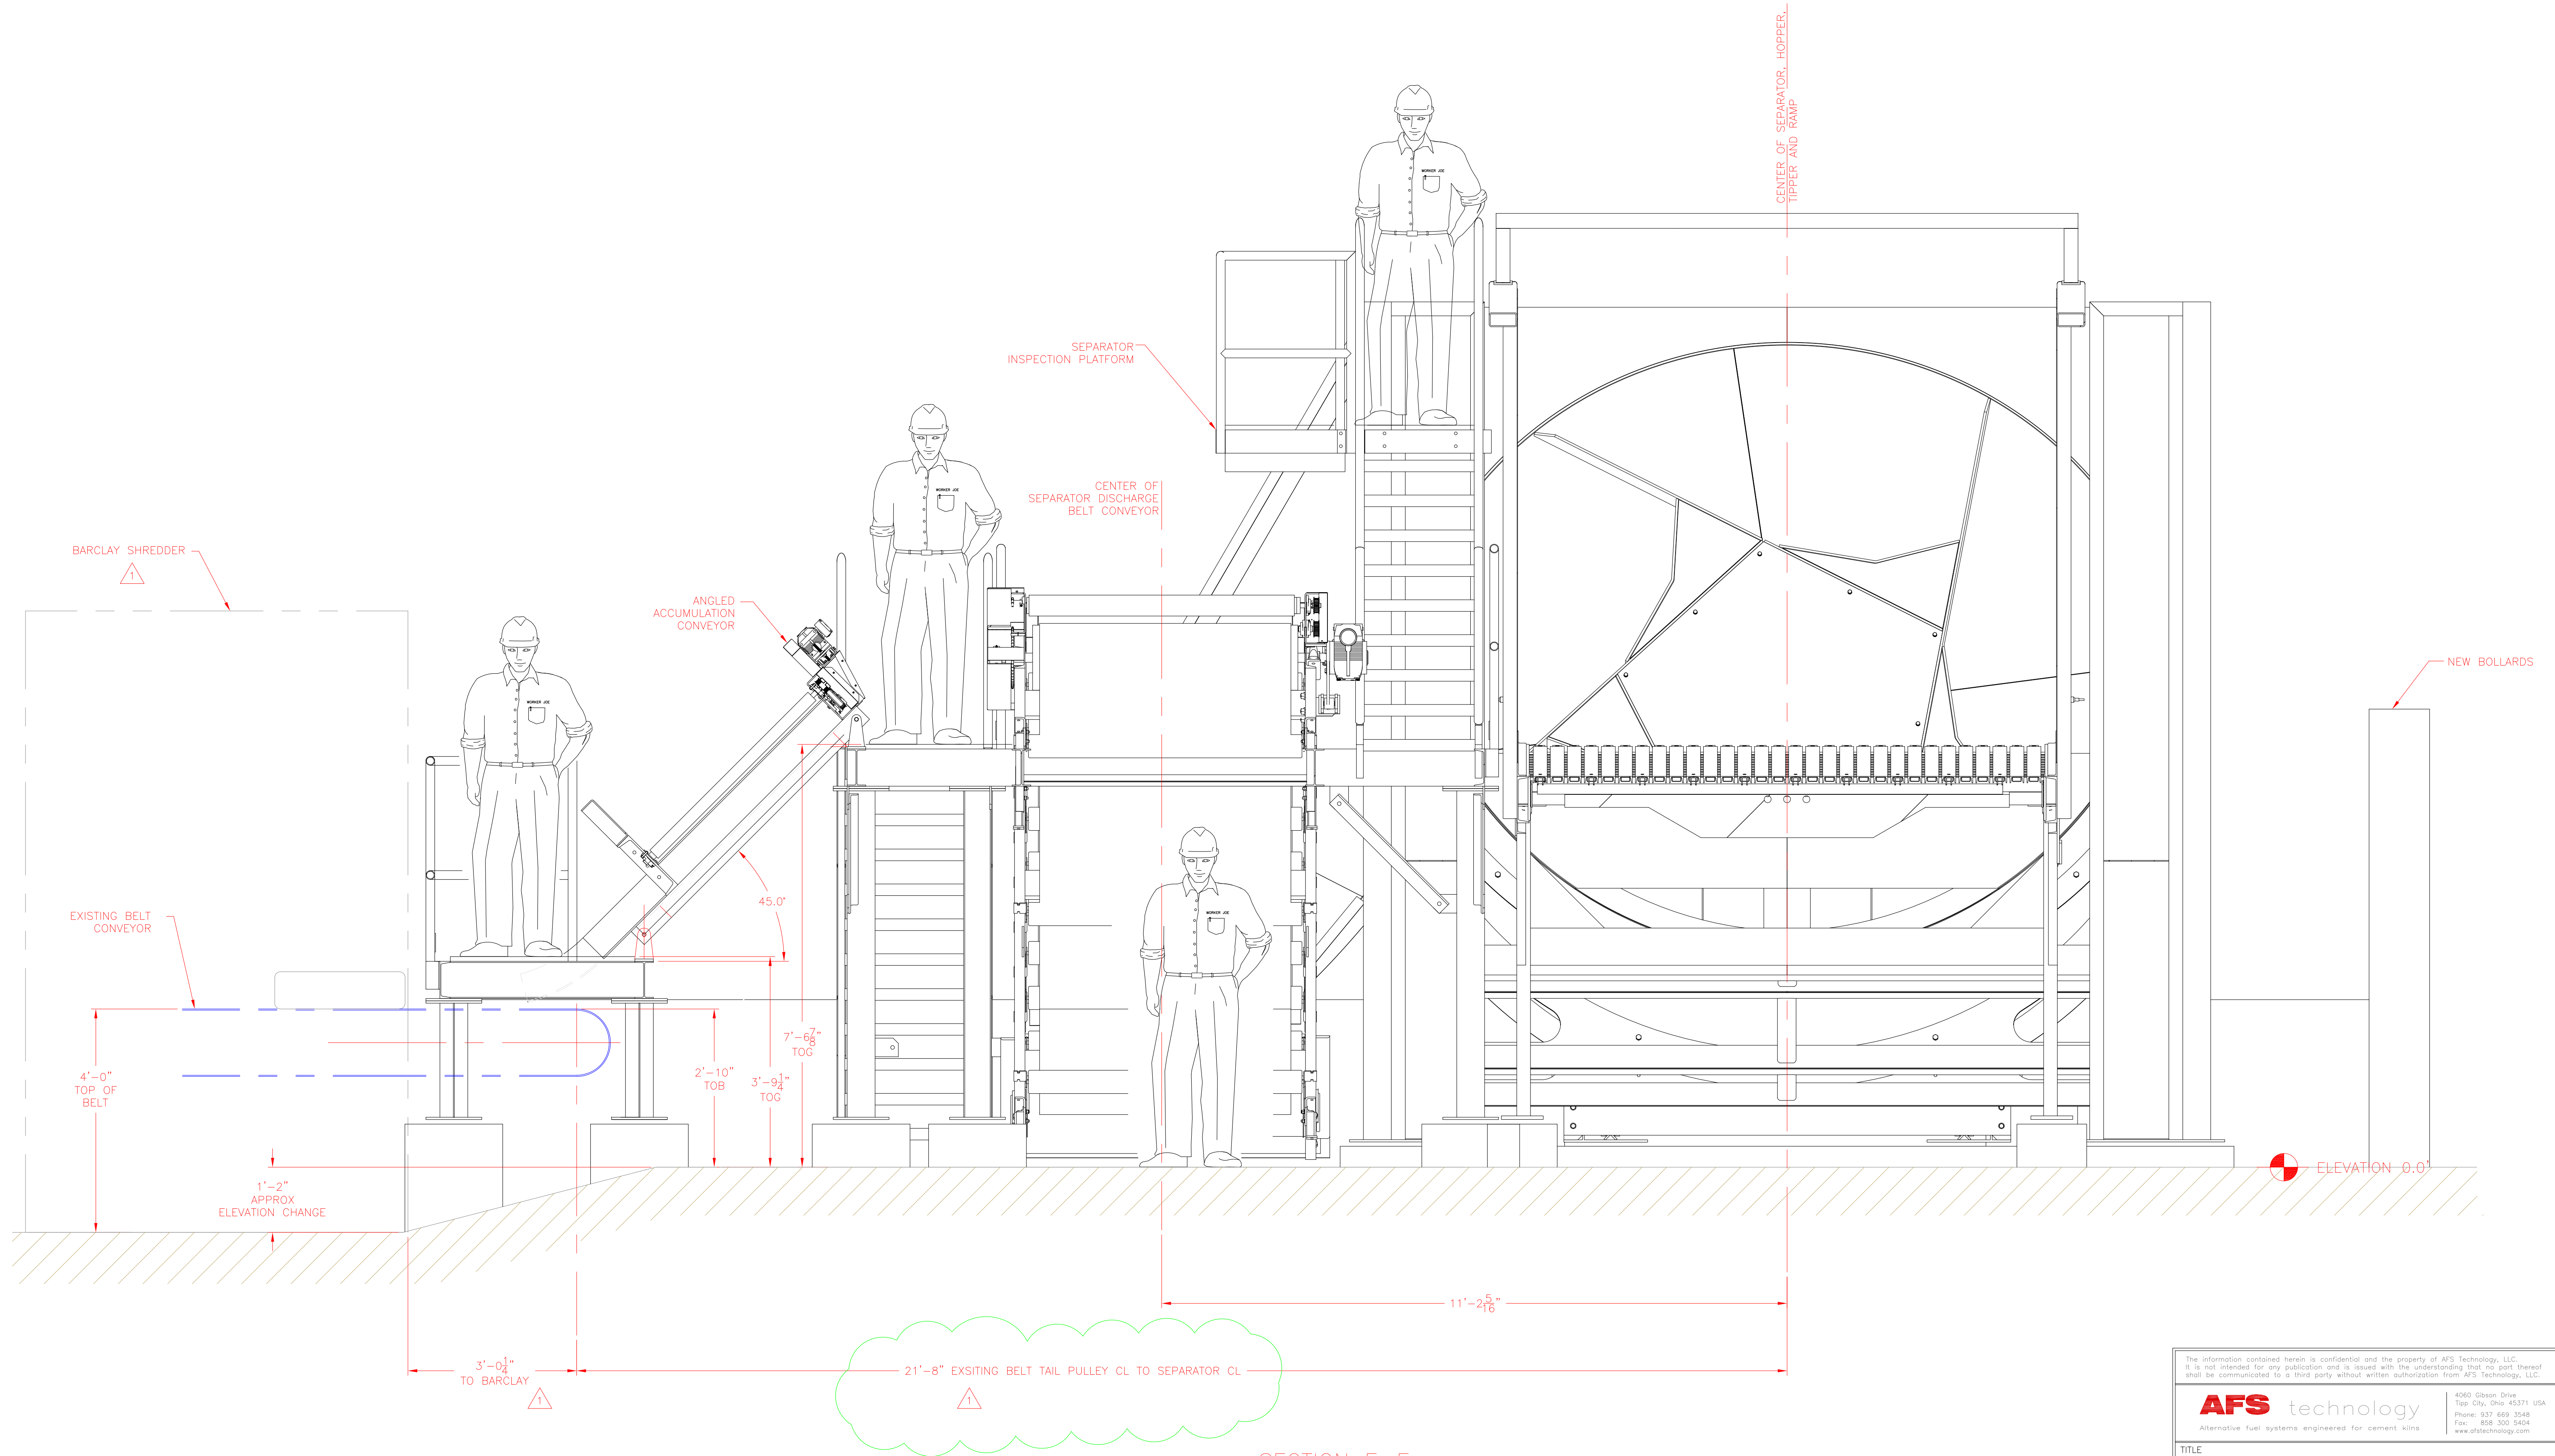 CENTER OF SEPARATOR, HOPPER,
TIPPER AND RAMP
WORKER JOE
SEPARATOR
INSPECTION PLATFORM
CENTER OF
SEPARATOR DISCHARGE
BELT CONVEYOR
WORKER JOE
BARCLAY SHREDDER
1
ANGLED
ACCUMULATION
CONVEYOR
NEW BOLLARDS
WORKER JOE
45.0°
EXISTING BELT
CONVEYOR
WORKER JOE
7'-6 7/8"
TOG
4'-0"
TOP OF
BELT
2'-10"
TOB
3'-9 1/4"
TOG
ELEVATION 0.0'
1'-2"
APPROX
ELEVATION CHANGE
11'-2 5/16"
3'-0 1/4"
TO BARCLAY
1
21'-8" EXSITING BELT TAIL PULLEY CL TO SEPARATOR CL
1
The information contained herein is confidential and the property of AFS Technology, LLC.
It is not intended for any publication and is issued with the understanding that no part thereof
shall be communicated to a third party without written authorization from AFS Technology, LLC.
AFS technology
Alternative fuel systems engineered for cement kilns
4060 Gibson Drive
Tipp City, Ohio 45371 USA
Phone: 937 669 3548
Fax: 858 300 5404
www.afstechnology.com
TITLE